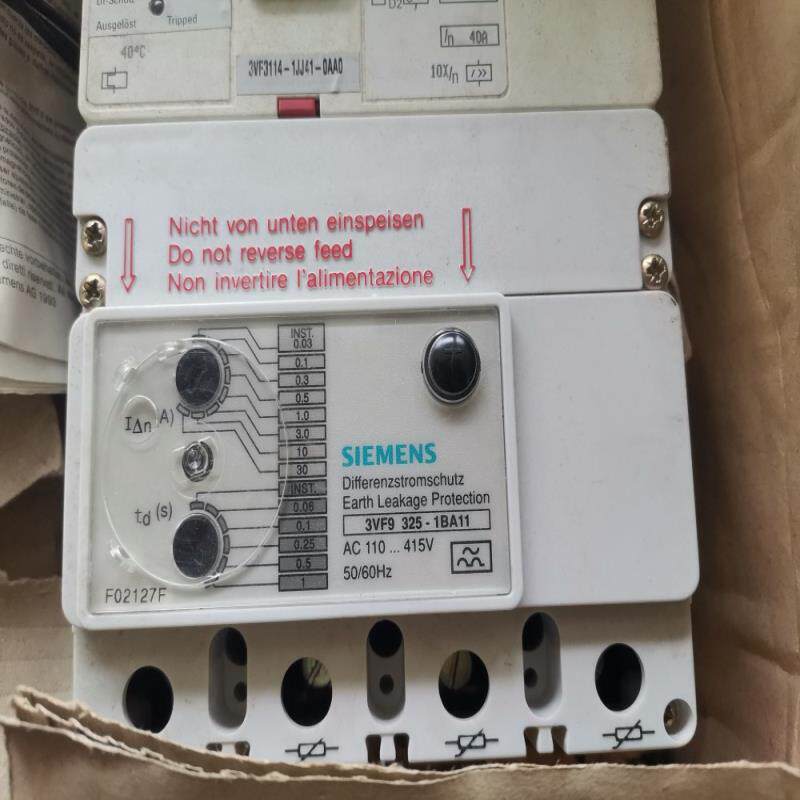 Ausgelöst
Tripped
40°C
3VF3114-1JJ41-0AA0
In 40A
10XIn
Nicht von unten einspeisen
Do not reverse feed
Non invertire l'alimentazione
INST.
0.03
0.1
0.3
0.5
1.0
3.0
10
30
IΔn A)
INST.
0.06
0.1
0.25
0.5
1
td (s)
SIEMENS
Differenzstromschutz
Earth Leakage Protection
3VF9 325-1BA11
AC 110 ... 415V
50/60Hz
F02127F